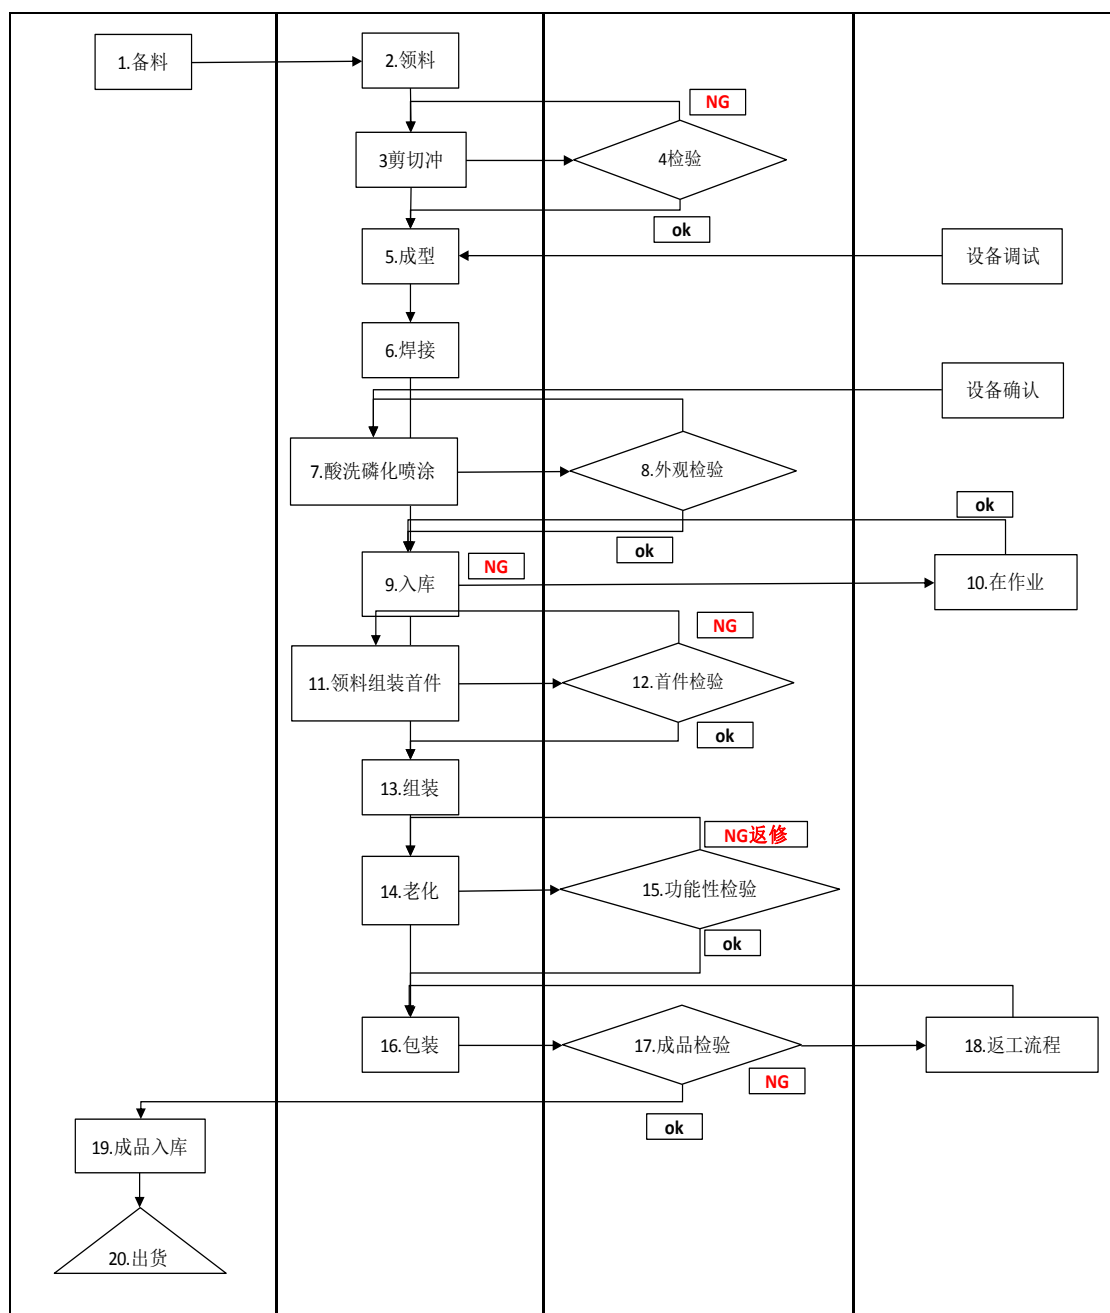 1.备料
2.领料
NG
3剪切冲
4检验
ok
5.成型
设备调试
6.焊接
设备确认
7.酸洗磷化喷涂
8.外观检验
ok
ok
NG
9.入库
10.在作业
NG
11.领料组装首件
12.首件检验
ok
13.组装
NG返修
14.老化
15.功能性检验
ok
16.包装
17.成品检验
18.返工流程
NG
ok
19.成品入库
20.出货